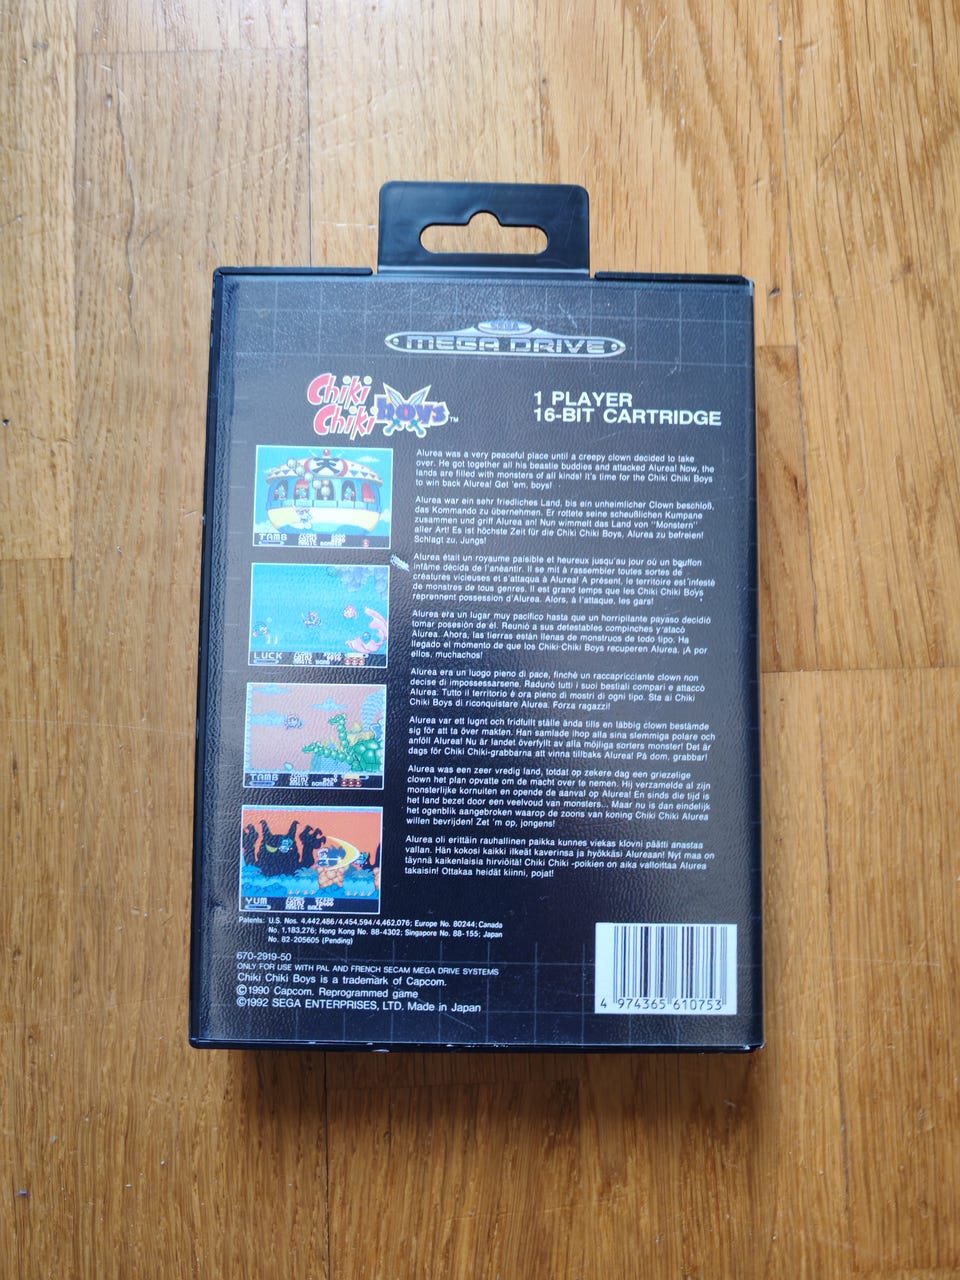 SEGA
MEGA DRIVE
Chiki
Chiki boys™
1 PLAYER
16-BIT CARTRIDGE
Alurea was a very peaceful place until a creepy clown decided to take
over. He got together all his beastie buddies and attacked Alurea! Now, the
lands are filled with monsters of all kinds! It's time for the Chiki Chiki Boys
to win back Alurea! Get 'em, boys!
Alurea war ein sehr friedliches Land, bis ein unheimlicher Clown beschloß,
das Kommando zu übernehmen. Er rottete seine scheußlichen Kumpane
zusammen und griff Alurea an! Nun wimmelt das Land von "Monstern"
aller Art! Es ist höchste Zeit für die Chiki Chiki Boys, Alurea zu befreien!
Schlagt zu, Jungs!
Alurea était un royaume paisible et heureux jusqu'au jour où un bouffon
infâme décida de l'anéantir. Il se mit à rassembler toutes sortes de
créatures vicieuses et s'attaqua à Alurea! A présent, le territoire est infesté
de monstres de tous genres. Il est grand temps que les Chiki Chiki Boys
reprennent possession d'Alurea. Alors, à l'attaque, les gars!
Alurea era un lugar muy pacífico hasta que un horripilante payaso decidió
tomar posesión de él. Reunió a sus detestables compinches y atacó
Alurea. Ahora, las tierras están llenas de monstruos de todo tipo. Ha
llegado el momento de que los Chiki Chiki Boys recuperen Alurea. ¡A por
ellos, muchachos!
Alurea era un luogo pieno di pace, finché un raccapricciante clown non
decise di impossessarsene. Radunò tutti i suoi bestiali compari e attaccò
Alurea. Tutto il territorio è ora pieno di mostri di ogni tipo. Sta ai Chiki
Chiki Boys di riconquistare Alurea. Forza ragazzi!
Alurea var ett lugnt och fridfullt ställe ända tills en läbbig clown bestämde
sig för att ta över makten. Han samlade ihop alla sina slemmiga polare och
anföll Alurea! Nu är landet överfyllt av alla möjliga sorters monster! Det är
dags för Chiki Chiki-grabbarna att vinna tillbaks Alurea! På dom, grabbar!
Alurea was een zeer vredig land, totdat op zekere dag een griezelige
clown het plan opvatte om de macht over te nemen. Hij verzamelde al zijn
monsterlijke kornuiten en opende de aanval op Alurea! En sinds die tijd is
het land bezet door een veelvoud van monsters... Maar nu is dan eindelijk
het ogenblik aangebroken waarop de zoons van koning Chiki Chiki Alurea
willen bevrijden! Zet 'm op, jongens!
Alurea oli erittäin rauhallinen paikka kunnes viekas klovni päätti anastaa
vallan. Hän kokosi kaikki ilkeät kaverinsa ja hyökkäsi Alureaan! Nyt maa on
täynnä kaikenlaisia hirviöitä! Chiki Chiki -poikien on aika valloittaa Alurea
takaisin! Ottakaa heidät kiinni, pojat!
TAMB
MAGIC BOMBER
LUCK
MAGIC BOMB
TAMB
MAGIC BOMBER
YUM
MAGIC BALL
Patents: U.S. Nos. 4,442,486/4,454,594/4,462,076; Europe No. 80244; Canada
No. 1,183,276; Hong Kong No. 88-4302; Singapore No. 88-155; Japan
No. 82-205605 (Pending)
670-2919-50
ONLY FOR USE WITH PAL AND FRENCH SECAM MEGA DRIVE SYSTEMS
Chiki Chiki Boys is a trademark of Capcom.
©1990 Capcom. Reprogrammed game
©1992 SEGA ENTERPRISES, LTD. Made in Japan
4 974365 610753